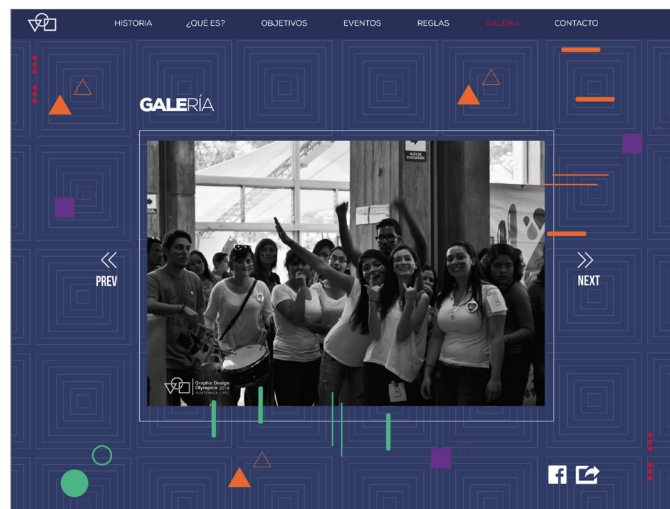 HISTORIA
¿QUÉ ES?
OBJETIVOS
EVENTOS
REGLAS
GALERÍA
CONTACTO
GALERÍA
PREV
NEXT
Graphic Design
Olympics 2014